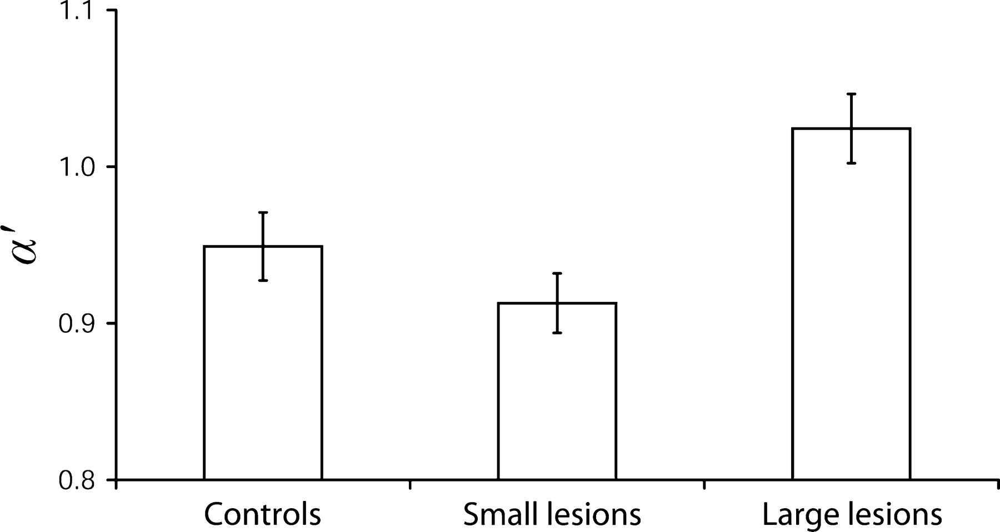 1.1
1.0
0.9
0.8
α′
Controls
Small lesions
Large lesions